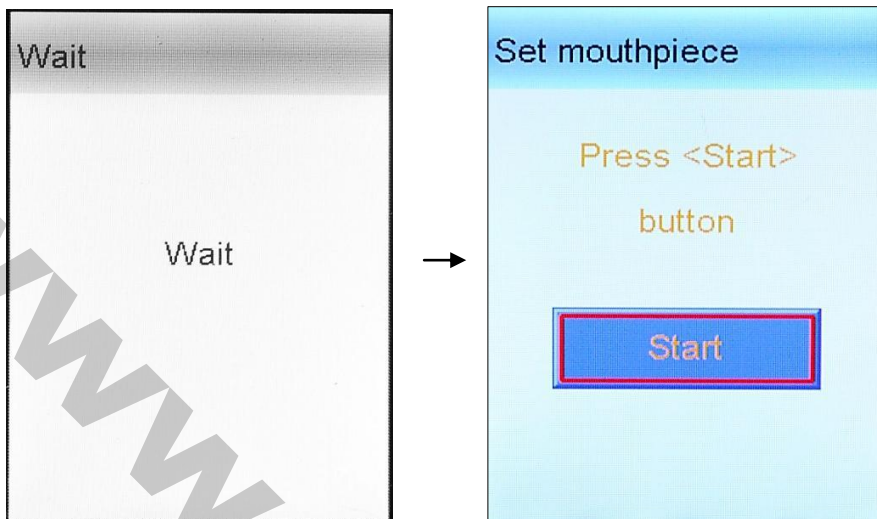 Wait
Wait
Set mouthpiece
Press <Start>
button
Start